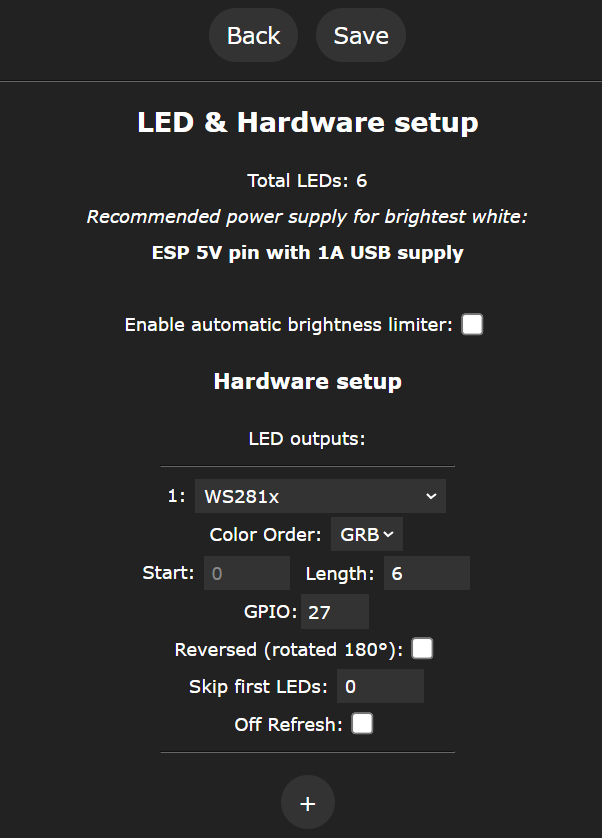 Back Save
LED & Hardware setup
Total LEDs: 6
Recommended power supply for brightest white:
ESP 5V pin with 1A USB supply
Enable automatic brightness limiter:
Hardware setup
LED outputs:
1: WS281x
Color Order: GRB
Start: 0 Length: 6
GPIO: 27
Reversed (rotated 180°):
Skip first LEDs: 0
Off Refresh:
+